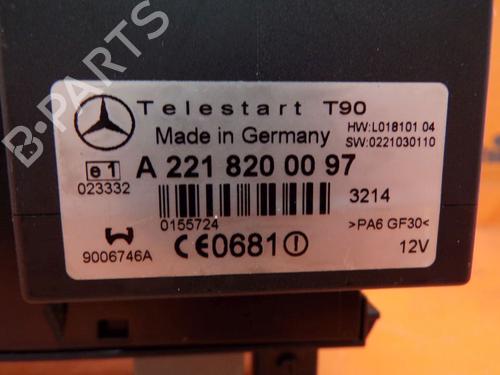 Telestart T90
Made in Germany
HW:L018101 04
SW:0221030110
e1
023332
A 221 820 00 97
0155724
3214
>PA6 GF30<
9006746A
CE0681
12V
B-PARTS